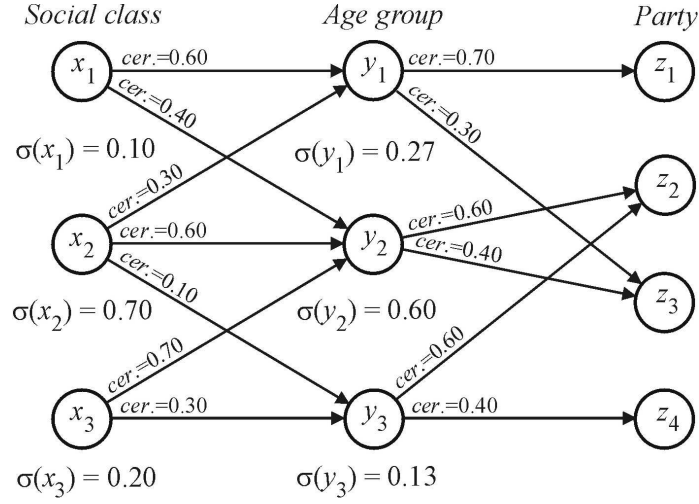 Social class Age group Party
x1 cer.=0.60 y1 cer.=0.70 z1
cer.=0.40 cer.=0.30
σ(x1) = 0.10 σ(y1) = 0.27
cer.=0.30 z2
x2 cer.=0.60 y2 cer.=0.60
cer.=0.40
cer.=0.10 z3
σ(x2) = 0.70 σ(y2) = 0.60
cer.=0.70 cer.=0.60
x3 cer.=0.30 y3 cer.=0.40 z4
σ(x3) = 0.20 σ(y3) = 0.13